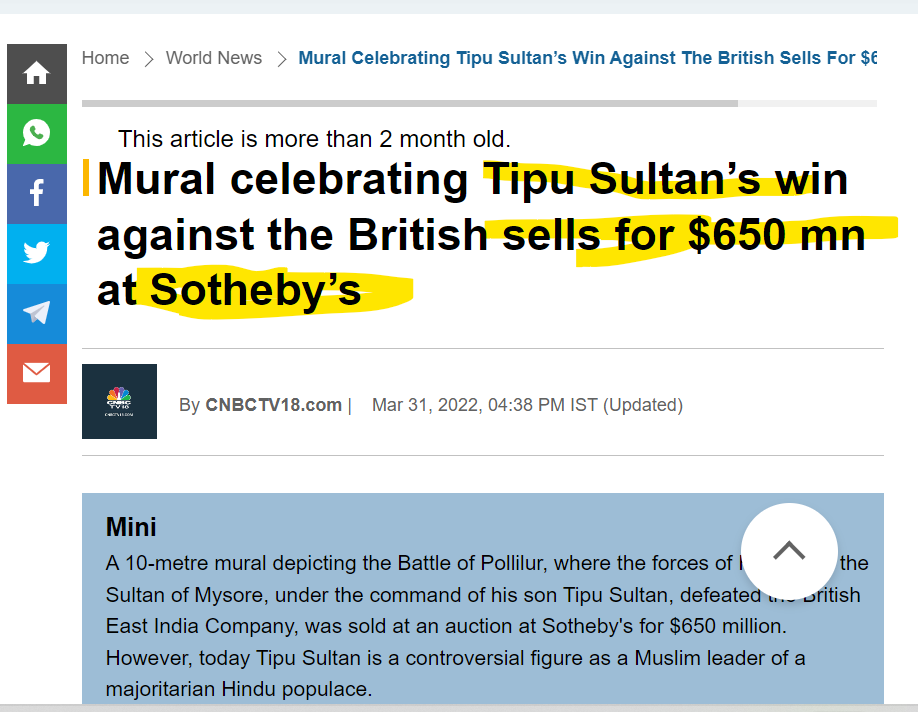 Home > World News > Mural Celebrating Tipu Sultan’s Win Against The British Sells For $6
This article is more than 2 month old.
Mural celebrating Tipu Sultan’s win
against the British sells for $650 mn
at Sotheby’s
CNBC
TV18
CNBCTV18.COM
By CNBCTV18.com | Mar 31, 2022, 04:38 PM IST (Updated)
Mini
A 10-metre mural depicting the Battle of Pollilur, where the forces of the
Sultan of Mysore, under the command of his son Tipu Sultan, defeated British
East India Company, was sold at an auction at Sotheby's for $650 million.
However, today Tipu Sultan is a controversial figure as a Muslim leader of a
majoritarian Hindu populace.